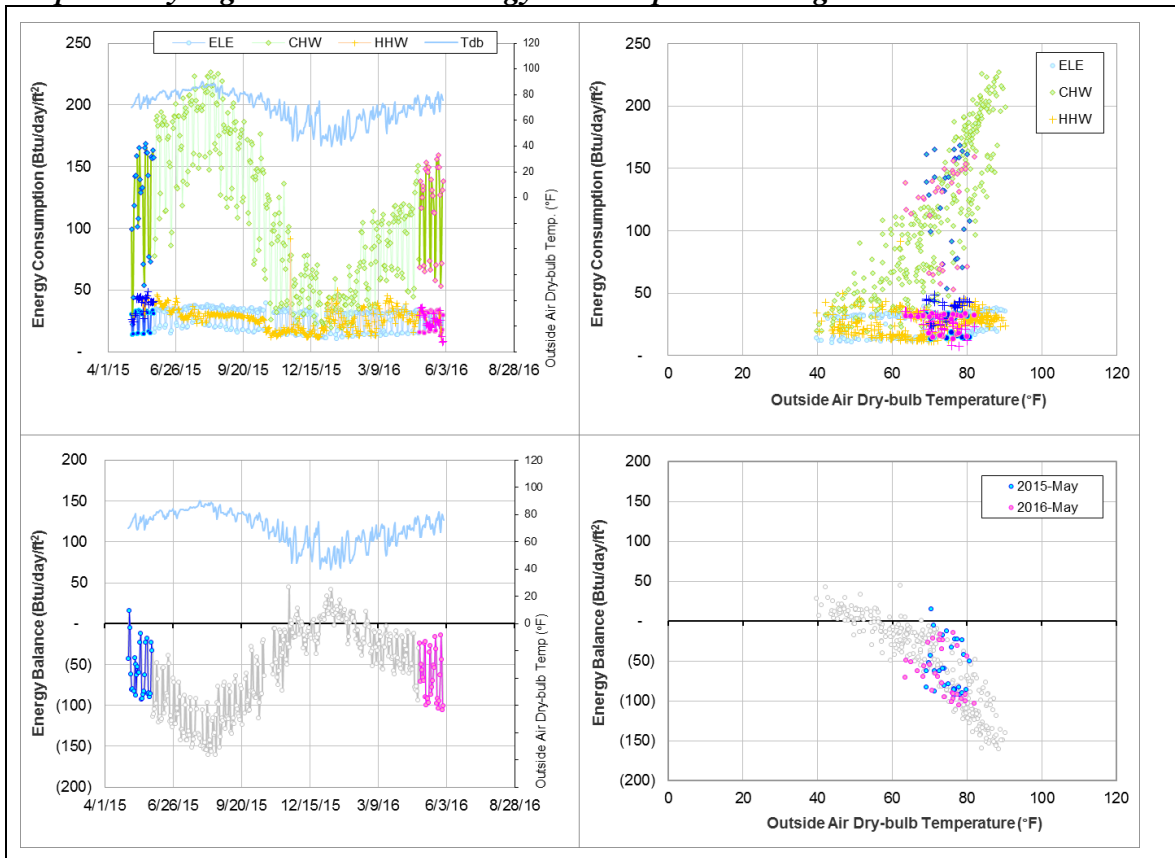 ELE CHW HHW Tdb
250
200
150
100
50
-
120
100
80
60
40
20
0
Energy Consumption (Btu/day/ft²)
Outside Air Dry-bulb Temp. (°F)
4/1/15 6/26/15 9/20/15 12/15/15 3/9/16 6/3/16 8/28/16
ELE
CHW
HHW
250
200
150
100
50
-
Energy Consumption (Btu/day/ft²)
0 20 40 60 80 100 120
Outside Air Dry-bulb Temperature (°F)
200
150
100
50
-
(50)
(100)
(150)
(200)
120
100
80
60
40
20
0
Energy Balance (Btu/day/ft²)
Outside Air Dry-bulb Temp (°F)
4/1/15 6/26/15 9/20/15 12/15/15 3/9/16 6/3/16 8/28/16
2015-May
2016-May
200
150
100
50
-
(50)
(100)
(150)
(200)
Energy Balance (Btu/day/ft²)
0 20 40 60 80 100 120
Outside Air Dry-bulb Temperature (°F)